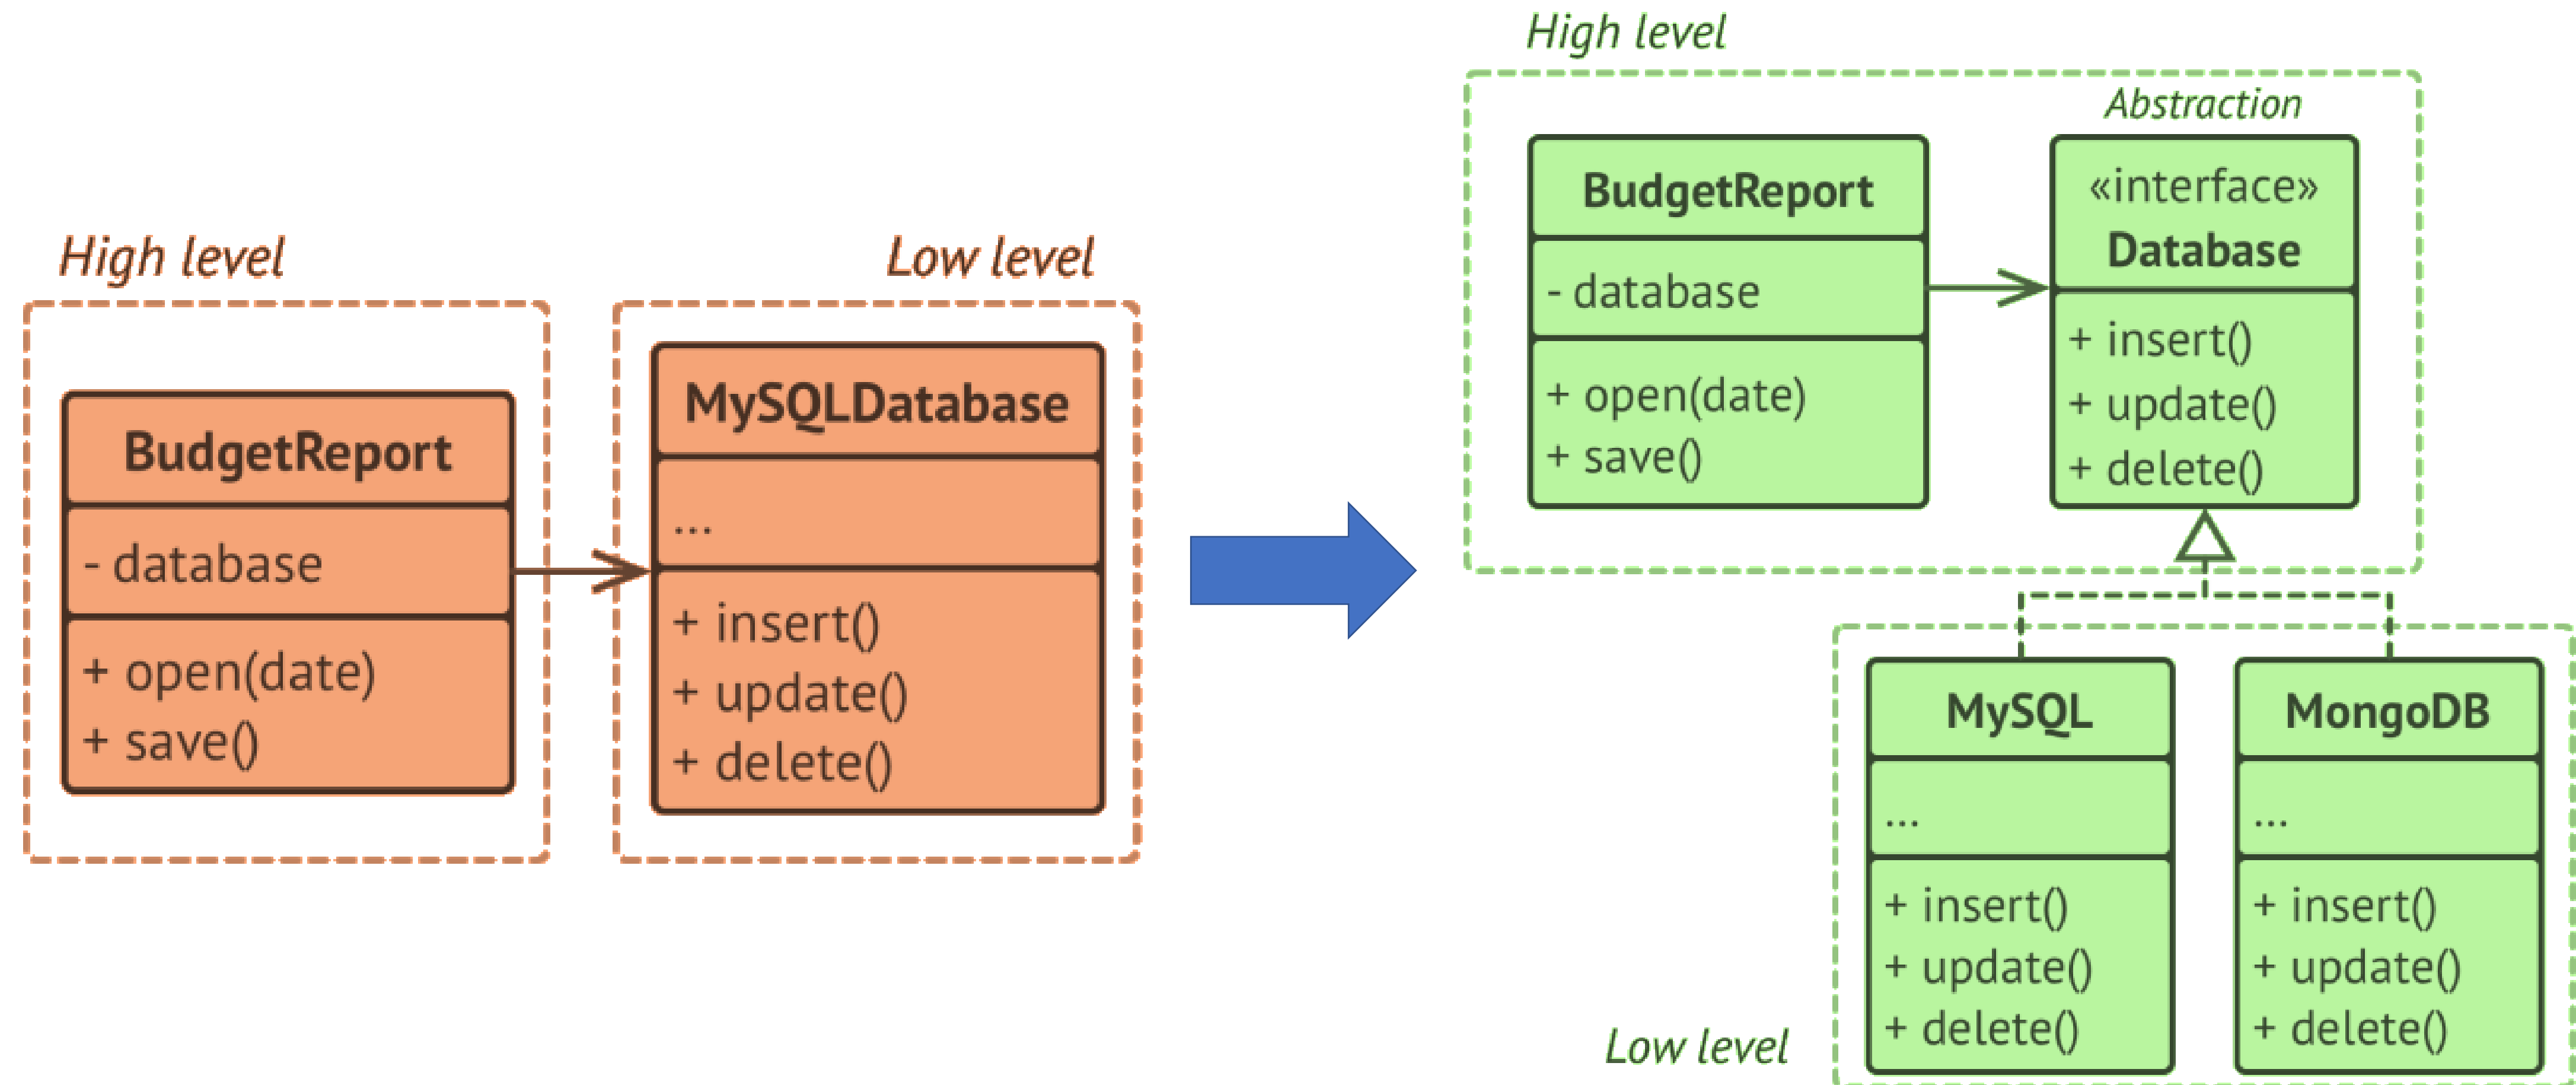 High level
BudgetReport
- database
+ open(date)
+ save()
Low level
MySQLDatabase
...
+ insert()
+ update()
+ delete()
High level
BudgetReport
- database
+ open(date)
+ save()
Abstraction
«interface»
Database
+ insert()
+ update()
+ delete()
Low level
MySQL
...
+ insert()
+ update()
+ delete()
MongoDB
...
+ insert()
+ update()
+ delete()